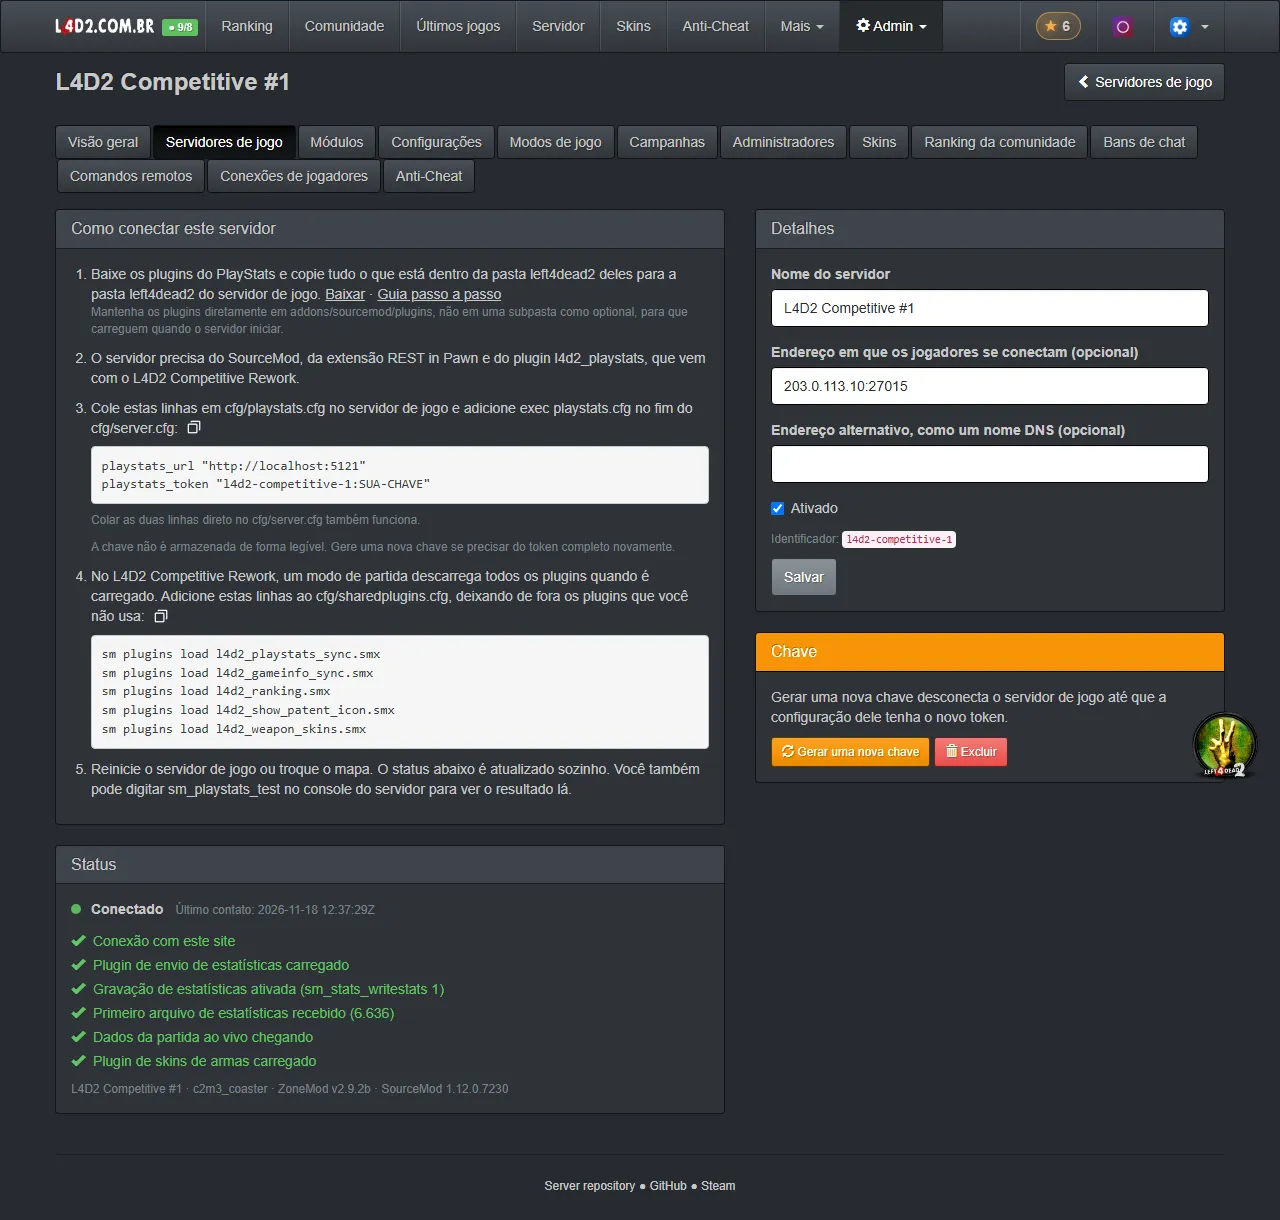 L4D2.COM.BR
● 9/8
Ranking
Comunidade
Últimos jogos
Servidor
Skins
Anti-Cheat
Mais
Admin
★ 6
L4D2 Competitive #1
Servidores de jogo
Visão geral
Servidores de jogo
Módulos
Configurações
Modos de jogo
Campanhas
Administradores
Skins
Ranking da comunidade
Bans de chat
Comandos remotos
Conexões de jogadores
Anti-Cheat
Como conectar este servidor
1. Baixe os plugins do PlayStats e copie tudo o que está dentro da pasta left4dead2 deles para a
pasta left4dead2 do servidor de jogo. Baixar · Guia passo a passo
Mantenha os plugins diretamente em addons/sourcemod/plugins, não em uma subpasta como optional, para que
carreguem quando o servidor iniciar.
2. O servidor precisa do SourceMod, da extensão REST in Pawn e do plugin l4d2_playstats, que vem
com o L4D2 Competitive Rework.
3. Cole estas linhas em cfg/playstats.cfg no servidor de jogo e adicione exec playstats.cfg no fim do
cfg/server.cfg:
playstats_url "http://localhost:5121"
playstats_token "l4d2-competitive-1:SUA-CHAVE"
Colar as duas linhas direto no cfg/server.cfg também funciona.
A chave não é armazenada de forma legível. Gere uma nova chave se precisar do token completo novamente.
4. No L4D2 Competitive Rework, um modo de partida descarrega todos os plugins quando é
carregado. Adicione estas linhas ao cfg/sharedplugins.cfg, deixando de fora os plugins que você
não usa:
sm plugins load l4d2_playstats_sync.smx
sm plugins load l4d2_gameinfo_sync.smx
sm plugins load l4d2_ranking.smx
sm plugins load l4d2_show_patent_icon.smx
sm plugins load l4d2_weapon_skins.smx
5. Reinicie o servidor de jogo ou troque o mapa. O status abaixo é atualizado sozinho. Você também
pode digitar sm_playstats_test no console do servidor para ver o resultado lá.
Status
Conectado Último contato: 2026-11-18 12:37:29Z
Conexão com este site
Plugin de envio de estatísticas carregado
Gravação de estatísticas ativada (sm_stats_writestats 1)
Primeiro arquivo de estatísticas recebido (6.636)
Dados da partida ao vivo chegando
Plugin de skins de armas carregado
L4D2 Competitive #1 · c2m3_coaster · ZoneMod v2.9.2b · SourceMod 1.12.0.7230
Detalhes
Nome do servidor
L4D2 Competitive #1
Endereço em que os jogadores se conectam (opcional)
203.0.113.10:27015
Endereço alternativo, como um nome DNS (opcional)
Ativado
Identificador: l4d2-competitive-1
Salvar
Chave
Gerar uma nova chave desconecta o servidor de jogo até que a
configuração dele tenha o novo token.
Gerar uma nova chave
Excluir
LEFT 4 DEAD 2
Server repository ● GitHub ● Steam